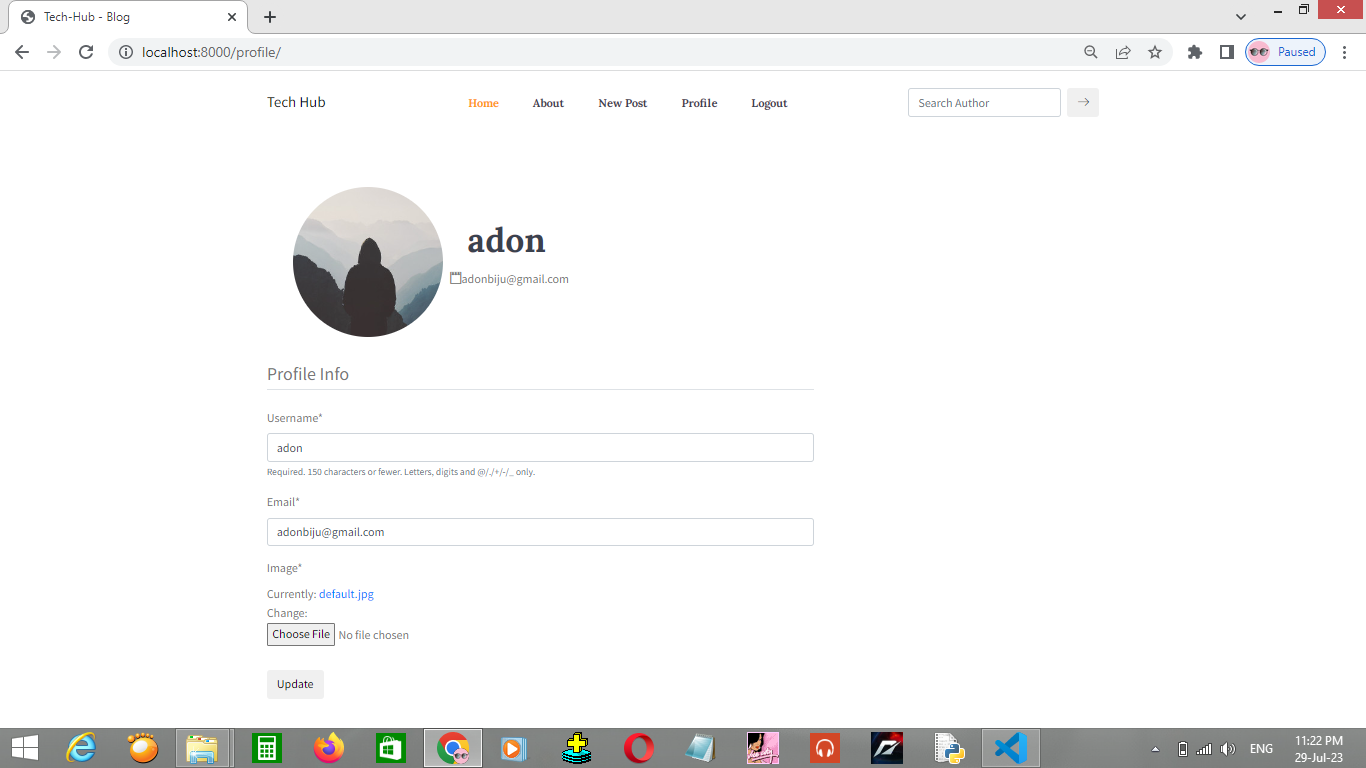 Tech-Hub - Blog
localhost:8000/profile/
Paused
Tech Hub
Home About New Post Profile Logout
Search Author
adon
adonbiju@gmail.com
Profile Info
Username*
adon
Required. 150 characters or fewer. Letters, digits and @/./+/-/_ only.
Email*
adonbiju@gmail.com
Image*
Currently: default.jpg
Change:
Choose File No file chosen
Update
ENG
11:22 PM
29-Jul-23